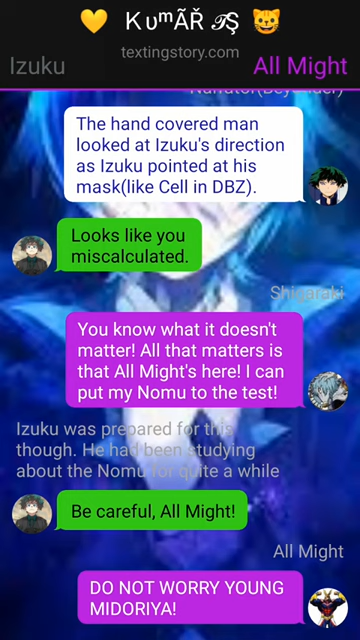 💛 KυᵐÃŘ 𝒯Ş 😺
textingstory.com
Izuku
All Might
Narrator(Beyonder)
The hand covered man
looked at Izuku's direction
as Izuku pointed at his
mask(like Cell in DBZ).
Looks like you
miscalculated.
Shigaraki
You know what it doesn't
matter! All that matters is
that All Might's here! I can
put my Nomu to the test!
Izuku was prepared for this
though. He had been studying
about the Nomu for quite a while
Be careful, All Might!
All Might
DO NOT WORRY YOUNG
MIDORIYA!